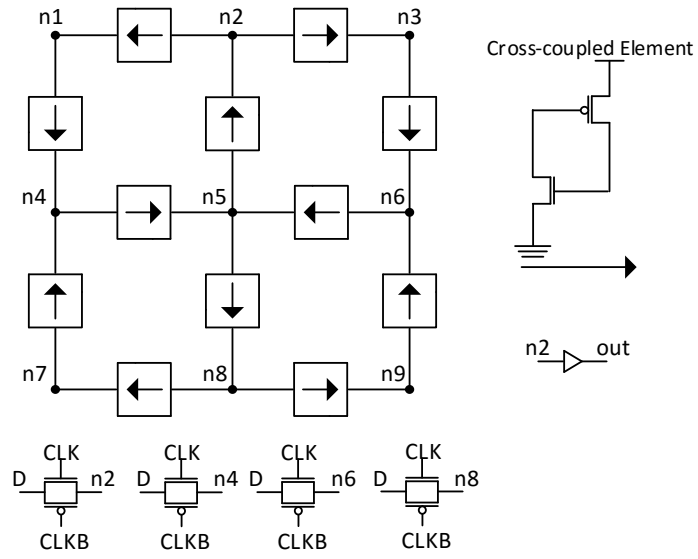 n1 n2 n3
Cross-coupled Element
n4 n5 n6
n2 out
n7 n8 n9
CLK CLK CLK CLK
D n2 D n4 D n6 D n8
CLKB CLKB CLKB CLKB